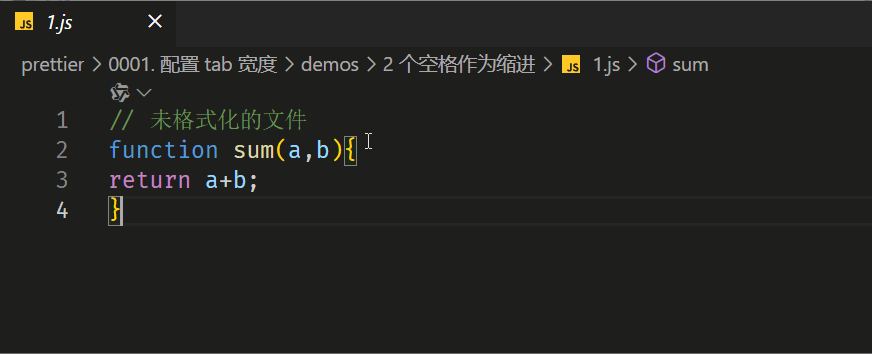 JS 1.js
prettier > 0001. 配置 tab 宽度 > demos > 2 个空格作为缩进 > JS 1.js > sum
1 // 未格式化的文件
2 function sum(a,b){
3 return a+b;
4 }